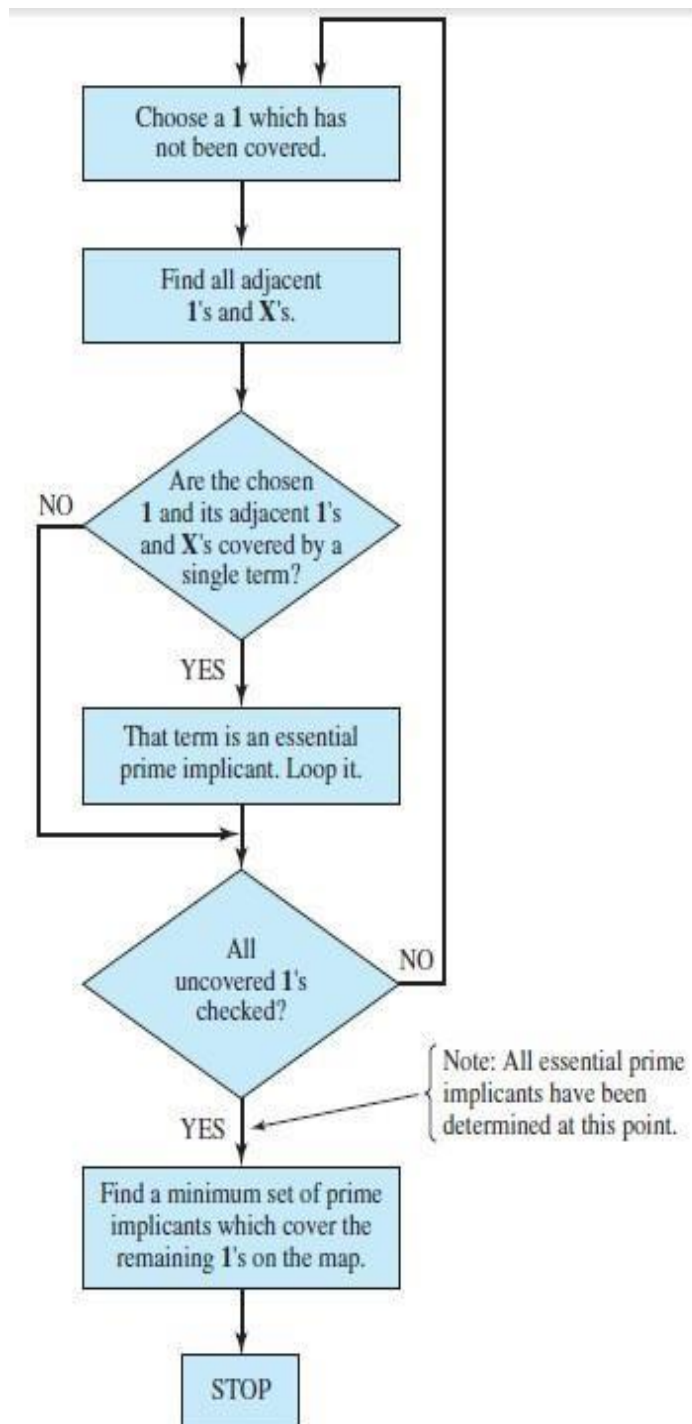 Choose a 1 which has
not been covered.
Find all adjacent
1's and X's.
Are the chosen
1 and its adjacent 1's
and X's covered by a
single term?
NO
YES
That term is an essential
prime implicant. Loop it.
All
uncovered 1's
checked?
NO
Note: All essential prime
implicants have been
determined at this point.
YES
Find a minimum set of prime
implicants which cover the
remaining 1's on the map.
STOP